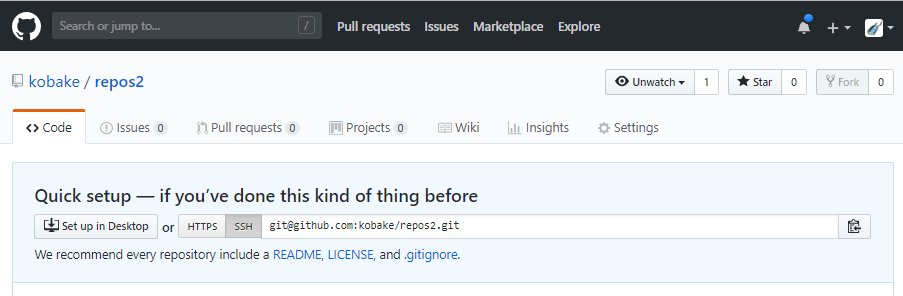 Search or jump to... / Pull requests Issues Marketplace Explore
kobake / repos2 Unwatch 1 Star 0 Fork 0
Code Issues 0 Pull requests 0 Projects 0 Wiki Insights Settings
Quick setup — if you’ve done this kind of thing before
Set up in Desktop or HTTPS SSH git@github.com:kobake/repos2.git
We recommend every repository include a README, LICENSE, and .gitignore.